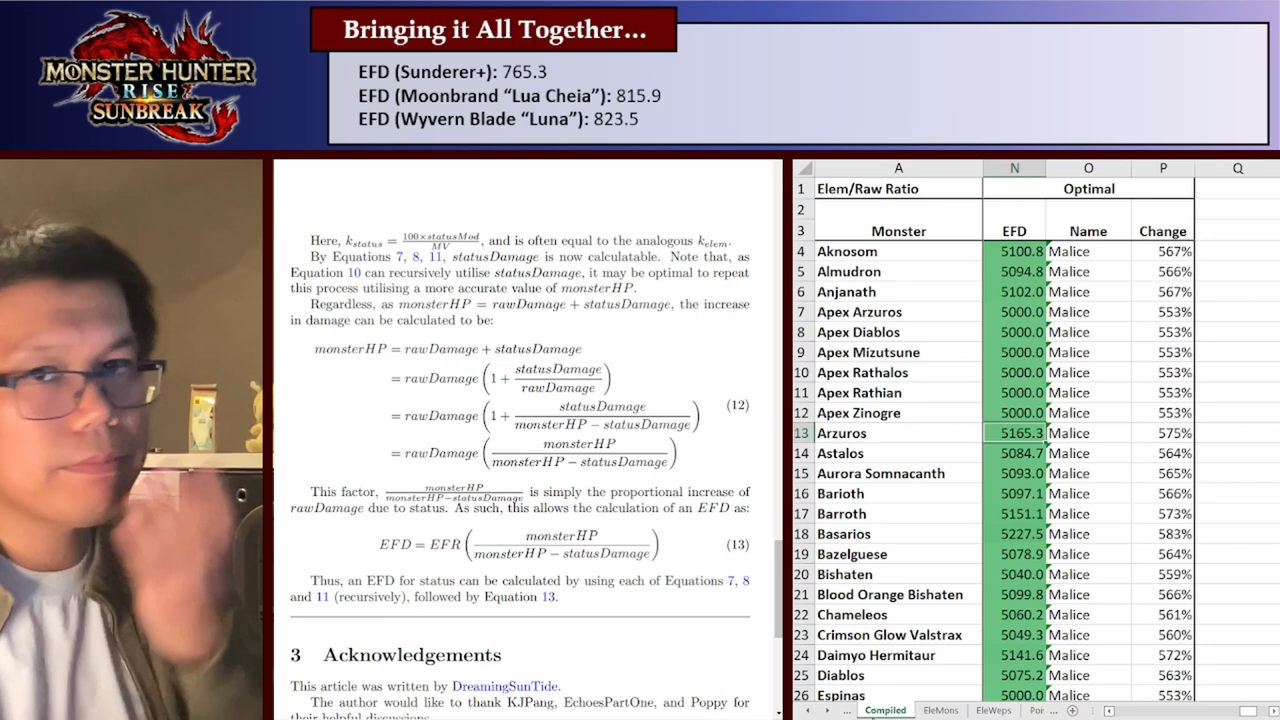 MONSTER HUNTER
RISE
SUNBREAK
Bringing it All Together...
EFD (Sunderer+): 765.3
EFD (Moonbrand “Lua Cheia”): 815.9
EFD (Wyvern Blade “Luna”): 823.5
Here, k_status = 100×statusMod/MV, and is often equal to the analogous k_elem.
By Equations 7, 8, 11, statusDamage is now calculatable. Note that, as
Equation 10 can recursively utilise statusDamage, it may be optimal to repeat
this process utilising a more accurate value of monsterHP.
Regardless, as monsterHP = rawDamage + statusDamage, the increase
in damage can be calculated to be:
monsterHP = rawDamage + statusDamage
= rawDamage (1 + statusDamage/rawDamage)
= rawDamage (1 + statusDamage/(monsterHP − statusDamage)) (12)
= rawDamage (monsterHP/(monsterHP − statusDamage))
This factor, monsterHP/(monsterHP−statusDamage) is simply the proportional increase of
rawDamage due to status. As such, this allows the calculation of an EFD as:
EFD = EFR (monsterHP/(monsterHP − statusDamage)) (13)
Thus, an EFD for status can be calculated by using each of Equations 7, 8
and 11 (recursively), followed by Equation 13.
3 Acknowledgements
This article was written by DreamingSunTide.
The author would like to thank KJPang, EchoesPartOne, and Poppy for
their helpful discussions.
A N O P Q
1 Elem/Raw Ratio Optimal
2
3 Monster EFD Name Change
4 Aknosom 5100.8 Malice 567%
5 Almudron 5094.8 Malice 566%
6 Anjanath 5102.0 Malice 567%
7 Apex Arzuros 5000.0 Malice 553%
8 Apex Diablos 5000.0 Malice 553%
9 Apex Mizutsune 5000.0 Malice 553%
10 Apex Rathalos 5000.0 Malice 553%
11 Apex Rathian 5000.0 Malice 553%
12 Apex Zinogre 5000.0 Malice 553%
13 Arzuros 5165.3 Malice 575%
14 Astalos 5084.7 Malice 564%
15 Aurora Somnacanth 5093.0 Malice 565%
16 Barioth 5097.1 Malice 566%
17 Barroth 5151.1 Malice 573%
18 Basarios 5227.5 Malice 583%
19 Bazelguese 5078.9 Malice 564%
20 Bishaten 5040.0 Malice 559%
21 Blood Orange Bishaten 5099.8 Malice 566%
22 Chameleos 5060.2 Malice 561%
23 Crimson Glow Valstrax 5049.3 Malice 560%
24 Daimyo Hermitaur 5141.6 Malice 572%
25 Diablos 5075.2 Malice 563%
26 Espinas 5000.0 Malice 553%
... Compiled EleMons EleWeps Por ...